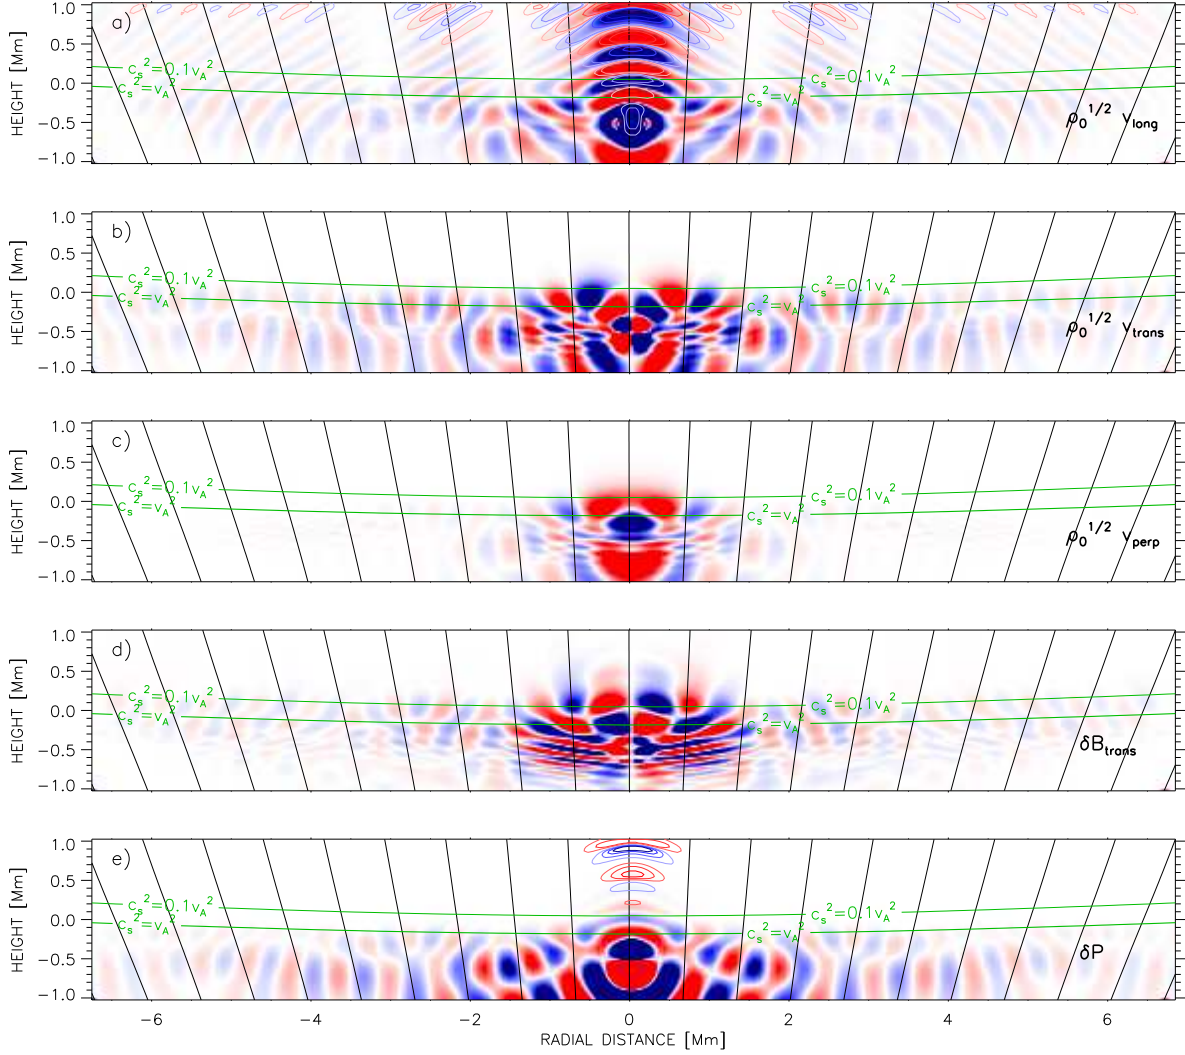 a)
1.0
0.5
0.0
−0.5
−1.0
HEIGHT [Mm]
c_s^2=0.1v_A^2
c_s^2=v_A^2
c_s^2=0.1v_A^2
c_s^2=v_A^2
ρ_0^{1/2} v_long
b)
1.0
0.5
0.0
−0.5
−1.0
HEIGHT [Mm]
c_s^2=0.1v_A^2
c_s^2=v_A^2
c_s^2=0.1v_A^2
c_s^2=v_A^2
ρ_0^{1/2} v_trans
c)
1.0
0.5
0.0
−0.5
−1.0
HEIGHT [Mm]
c_s^2=0.1v_A^2
c_s^2=v_A^2
c_s^2=0.1v_A^2
c_s^2=v_A^2
ρ_0^{1/2} v_perp
d)
1.0
0.5
0.0
−0.5
−1.0
HEIGHT [Mm]
c_s^2=0.1v_A^2
c_s^2=v_A^2
c_s^2=0.1v_A^2
c_s^2=v_A^2
δB_trans
e)
1.0
0.5
0.0
−0.5
−1.0
HEIGHT [Mm]
c_s^2=0.1v_A^2
c_s^2=v_A^2
c_s^2=0.1v_A^2
c_s^2=v_A^2
δP
−6 −4 −2 0 2 4 6
RADIAL DISTANCE [Mm]